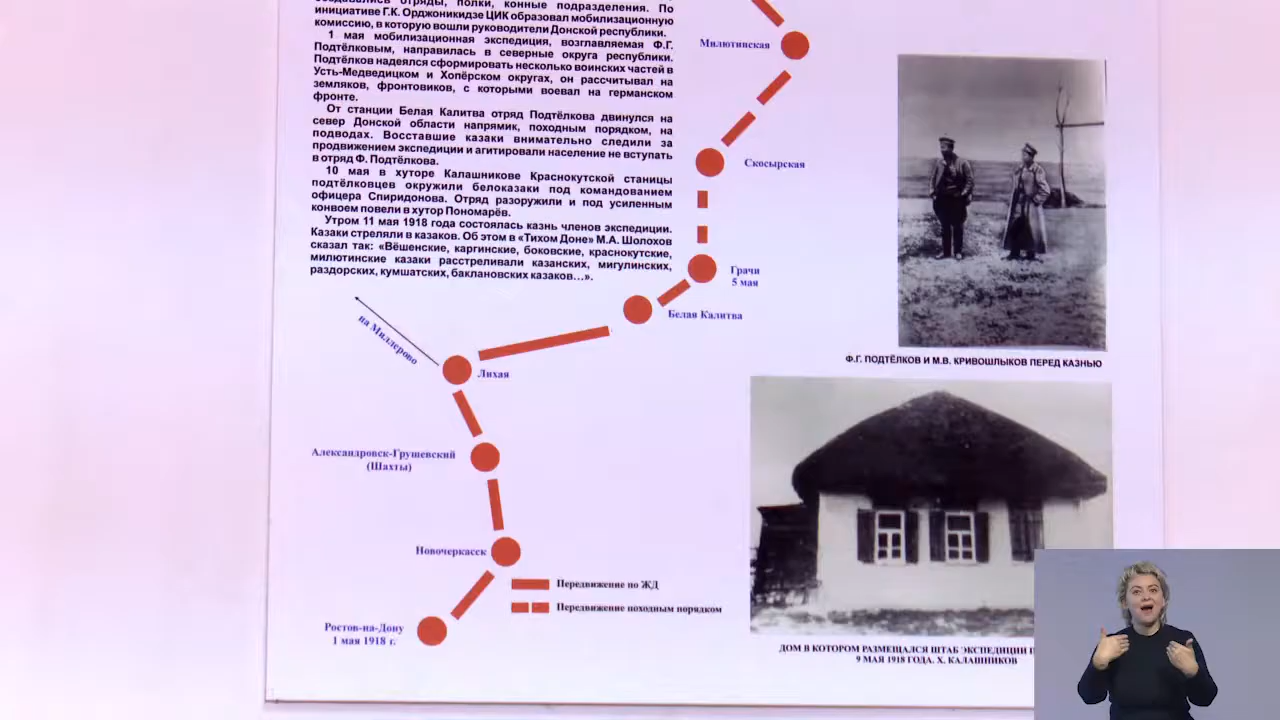 создавались отряды, полки, конные подразделения. По
инициативе Г.К. Орджоникидзе ЦИК образовал мобилизационную
комиссию, в которую вошли руководители Донской республики.
1 мая мобилизационная экспедиция, возглавляемая Ф.Г.
Подтёлковым, направилась в северные округа республики.
Подтёлков надеялся сформировать несколько воинских частей в
Усть-Медведицком и Хопёрском округах, он рассчитывал на
земляков, фронтовиков, с которыми воевал на германском
фронте.
От станции Белая Калитва отряд Подтёлкова двинулся на
север Донской области напрямик, походным порядком, на
подводах. Восставшие казаки внимательно следили за
продвижением экспедиции и агитировали население не вступать
в отряд Ф. Подтёлкова.
10 мая в хуторе Калашникове Краснокутской станицы
подтёлковцев окружили белоказаки под командованием
офицера Спиридонова. Отряд разоружили и под усиленным
конвоем повели в хутор Пономарёв.
Утром 11 мая 1918 года состоялась казнь членов экспедиции.
Казаки стреляли в казаков. Об этом в «Тихом Доне» М.А. Шолохов
сказал так: «Вёшенские, каргинские, боковские, краснокутские,
милютинские казаки расстреливали казанских, мигулинских,
раздорских, кумшатских, баклановских казаков...».
Милютинская
Скосырская
Грачи
5 мая
Белая Калитва
на Миллерово
Лихая
Александровск-Грушевский
(Шахты)
Новочеркасск
Ростов-на-Дону
1 мая 1918 г.
Передвижение по ЖД
Передвижение походным порядком
Ф.Г. ПОДТЁЛКОВ И М.В. КРИВОШЛЫКОВ ПЕРЕД КАЗНЬЮ
ДОМ В КОТОРОМ РАЗМЕЩАЛСЯ ШТАБ ЭКСПЕДИЦИИ
9 МАЯ 1918 ГОДА. Х. КАЛАШНИКОВ